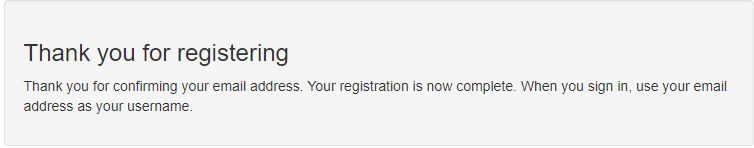 Thank you for registering
Thank you for confirming your email address. Your registration is now complete. When you sign in, use your email
address as your username.